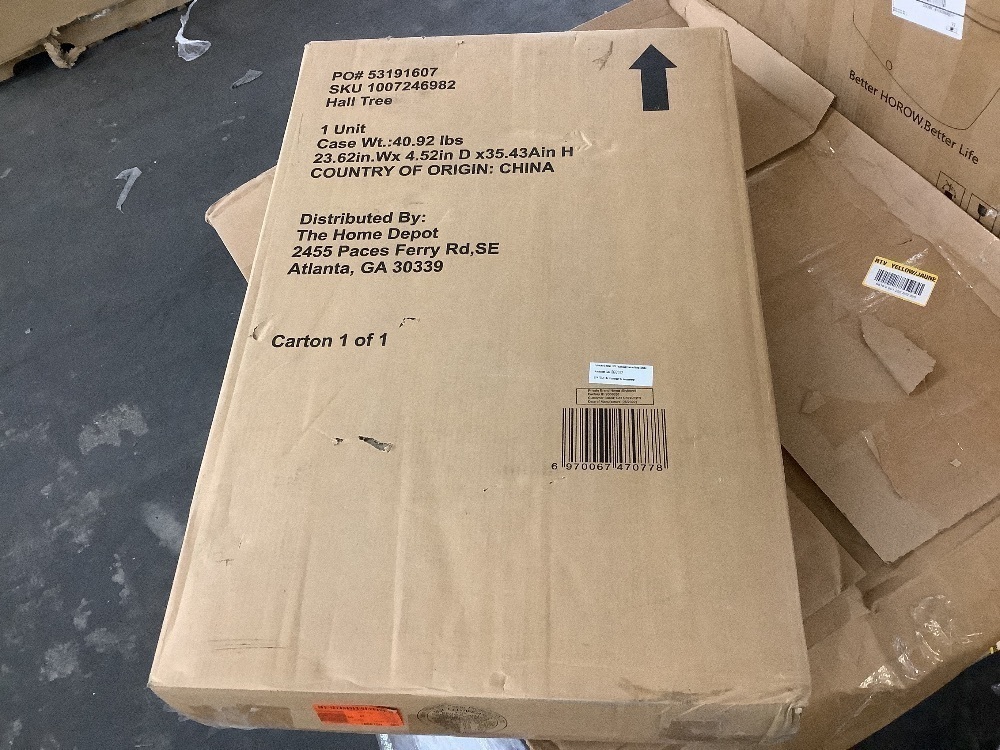 PO# 53191607
SKU 1007246982
Hall Tree
1 Unit
Case Wt.:40.92 lbs
23.62in.Wx 4.52in D x35.43Ain H
COUNTRY OF ORIGIN: CHINA
Distributed By:
The Home Depot
2455 Paces Ferry Rd,SE
Atlanta, GA 30339
Carton 1 of 1
6 970067 470778
Better HOROW.Better Life
RTV YELLOW/JAUNE